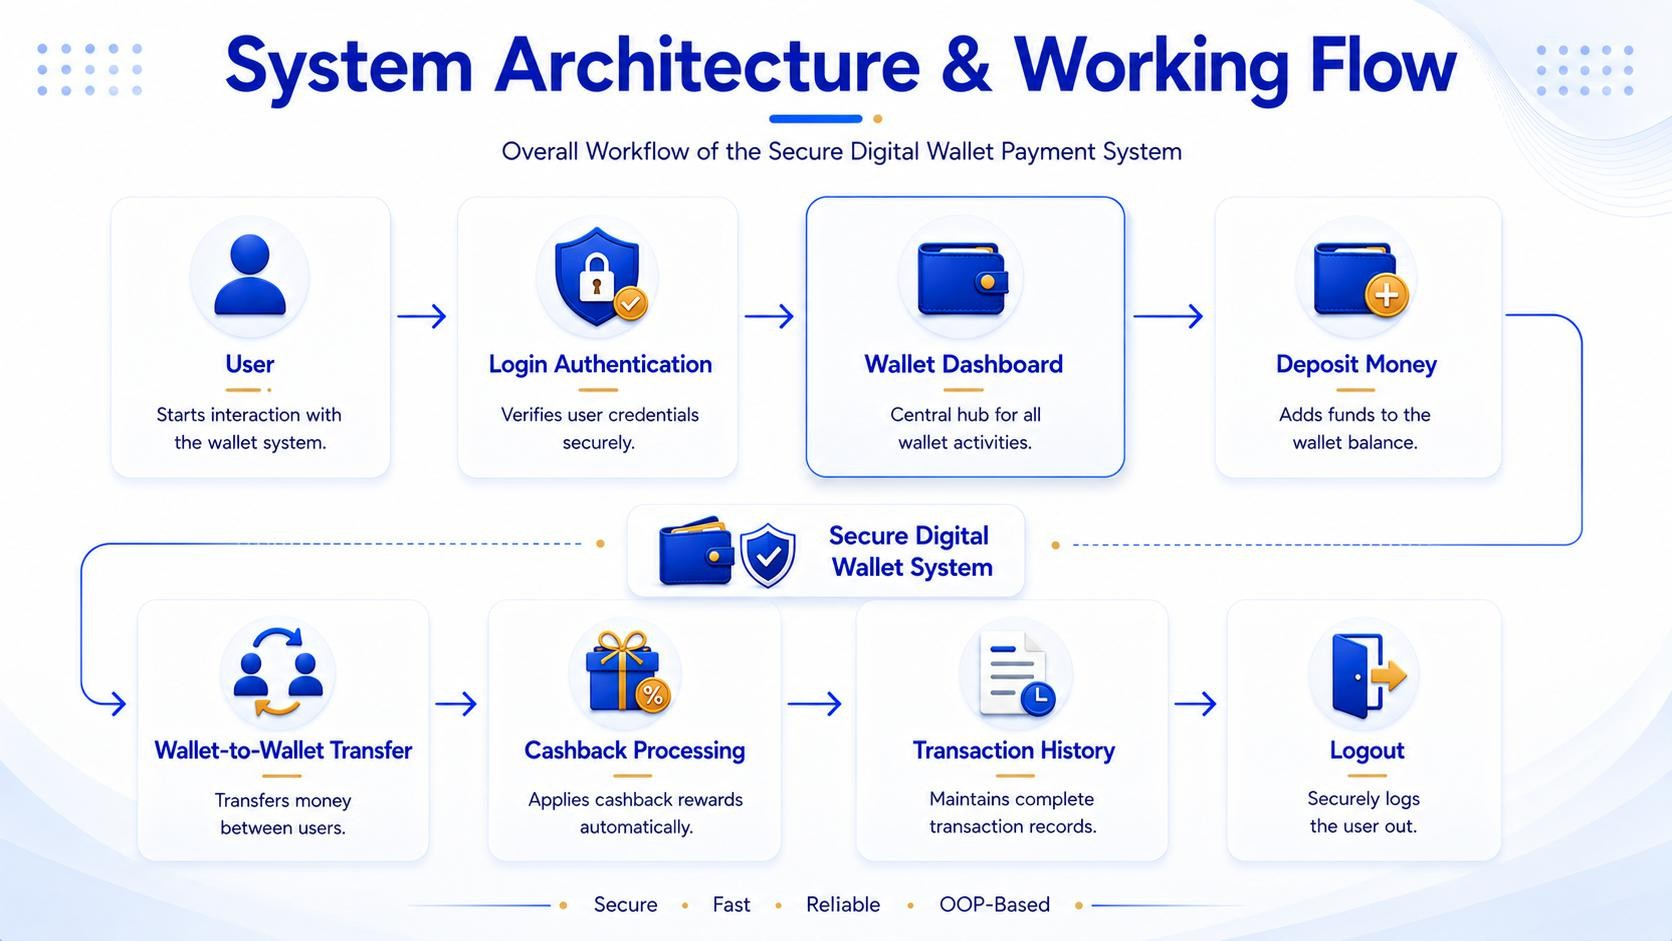 System Architecture & Working Flow
Overall Workflow of the Secure Digital Wallet Payment System
User
Starts interaction with
the wallet system.
Login Authentication
Verifies user credentials
securely.
Wallet Dashboard
Central hub for all
wallet activities.
Deposit Money
Adds funds to the
wallet balance.
Secure Digital
Wallet System
Wallet-to-Wallet Transfer
Transfers money
between users.
%
Cashback Processing
Applies cashback rewards
automatically.
Transaction History
Maintains complete
transaction records.
Logout
Securely logs
the user out.
Secure • Fast • Reliable • OOP-Based